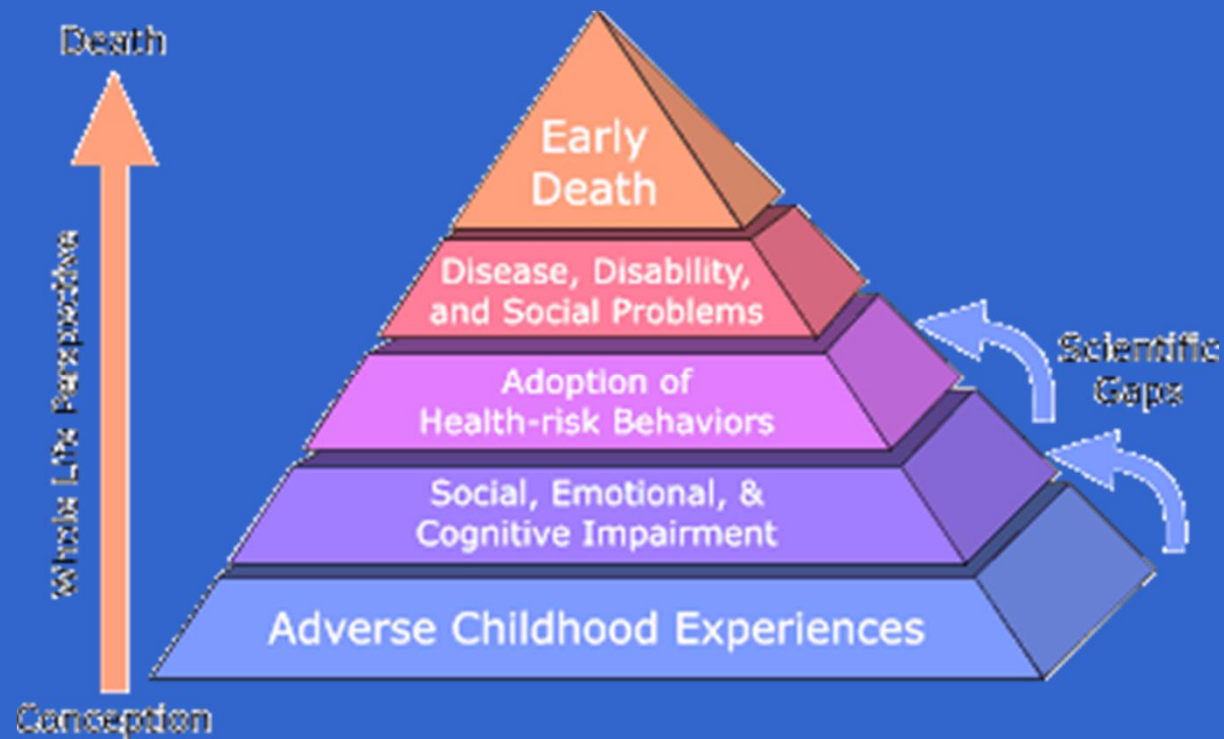 Death
Early
Death
Disease, Disability,
and Social Problems
Scientific
Gaps
Adoption of
Health-risk Behaviors
Whole Life Perspective
Social, Emotional, &
Cognitive Impairment
Adverse Childhood Experiences
Conception